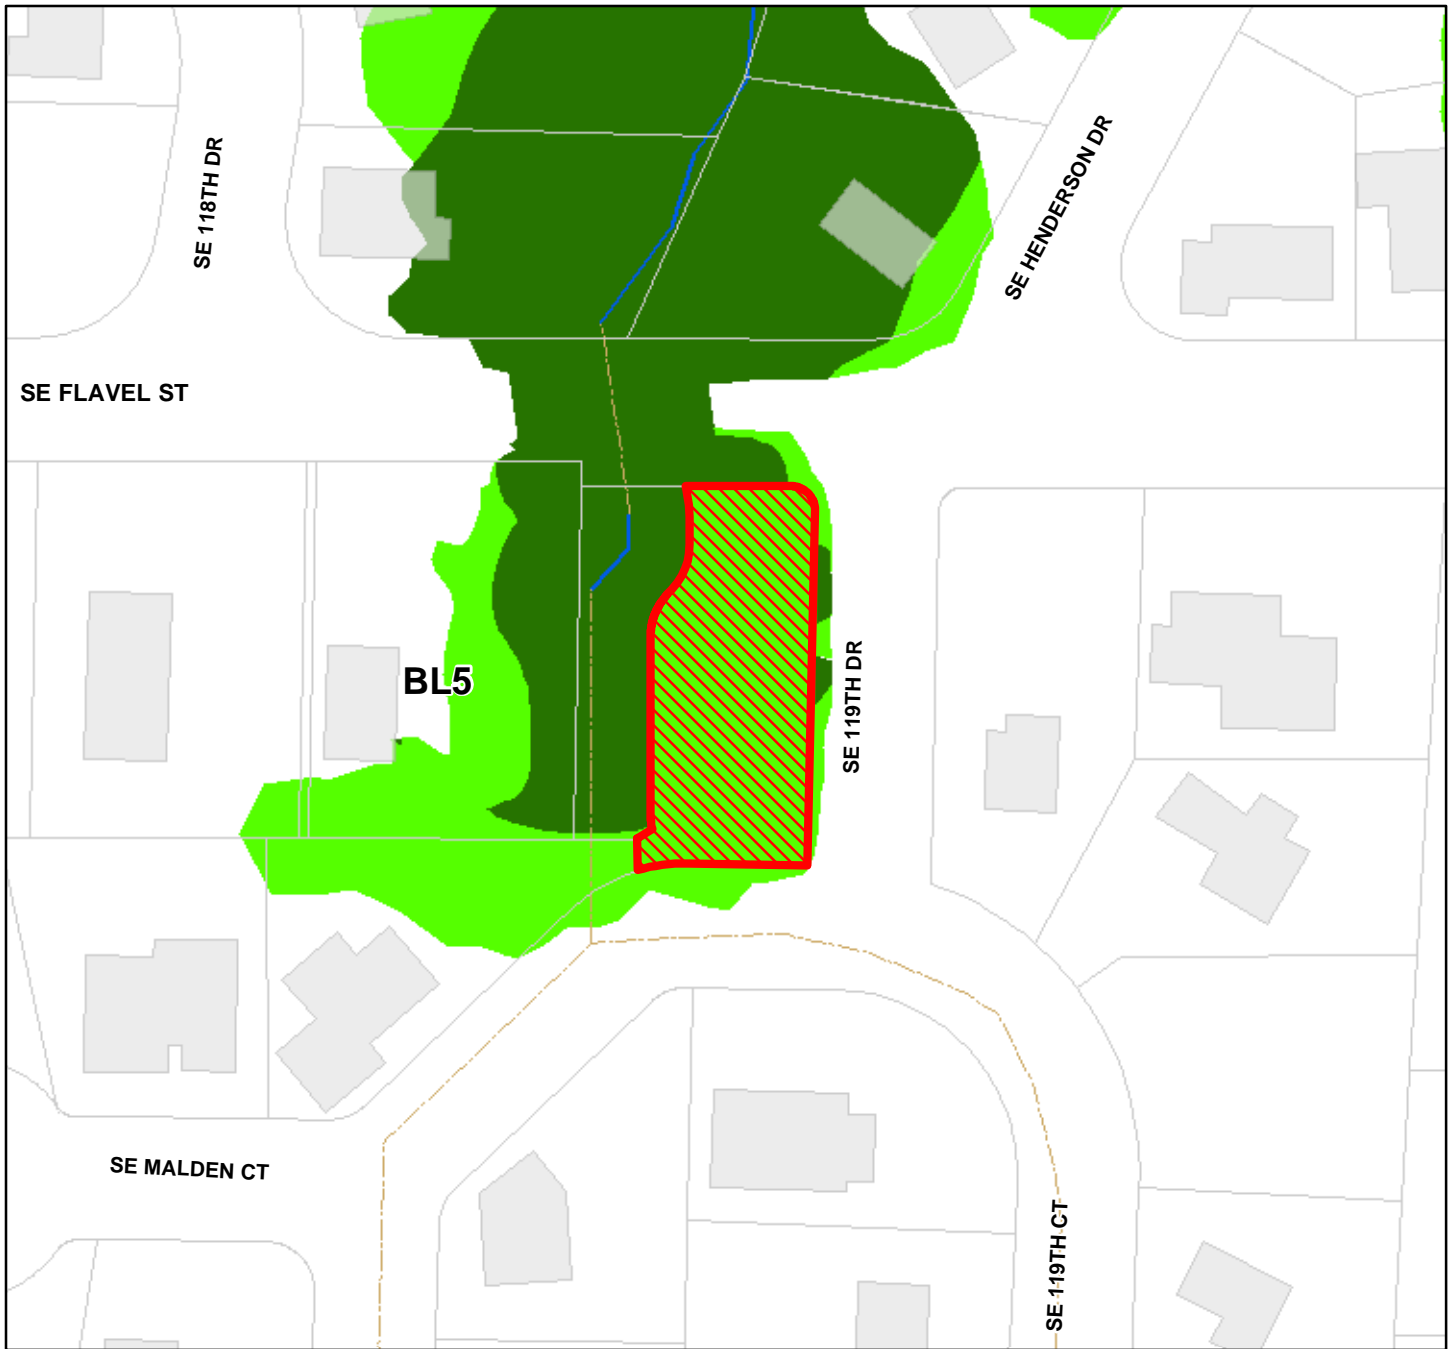 SE 118TH DR
SE HENDERSON DR
SE FLAVEL ST
BL5
SE 119TH DR
SE MALDEN CT
SE 119TH CT